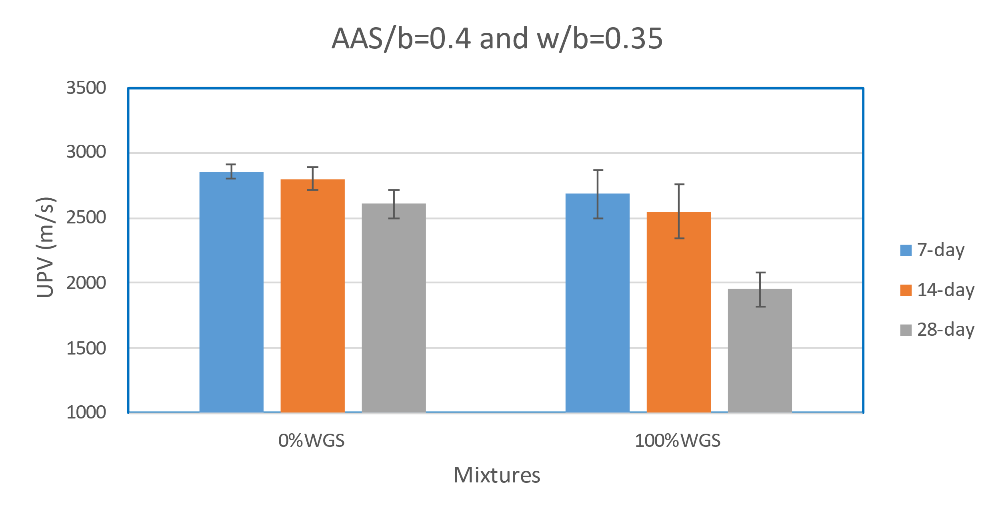 AAS/b=0.4 and w/b=0.35
3500
3000
2500
2000
1500
1000
UPV (m/s)
0%WGS
100%WGS
Mixtures
7-day
14-day
28-day